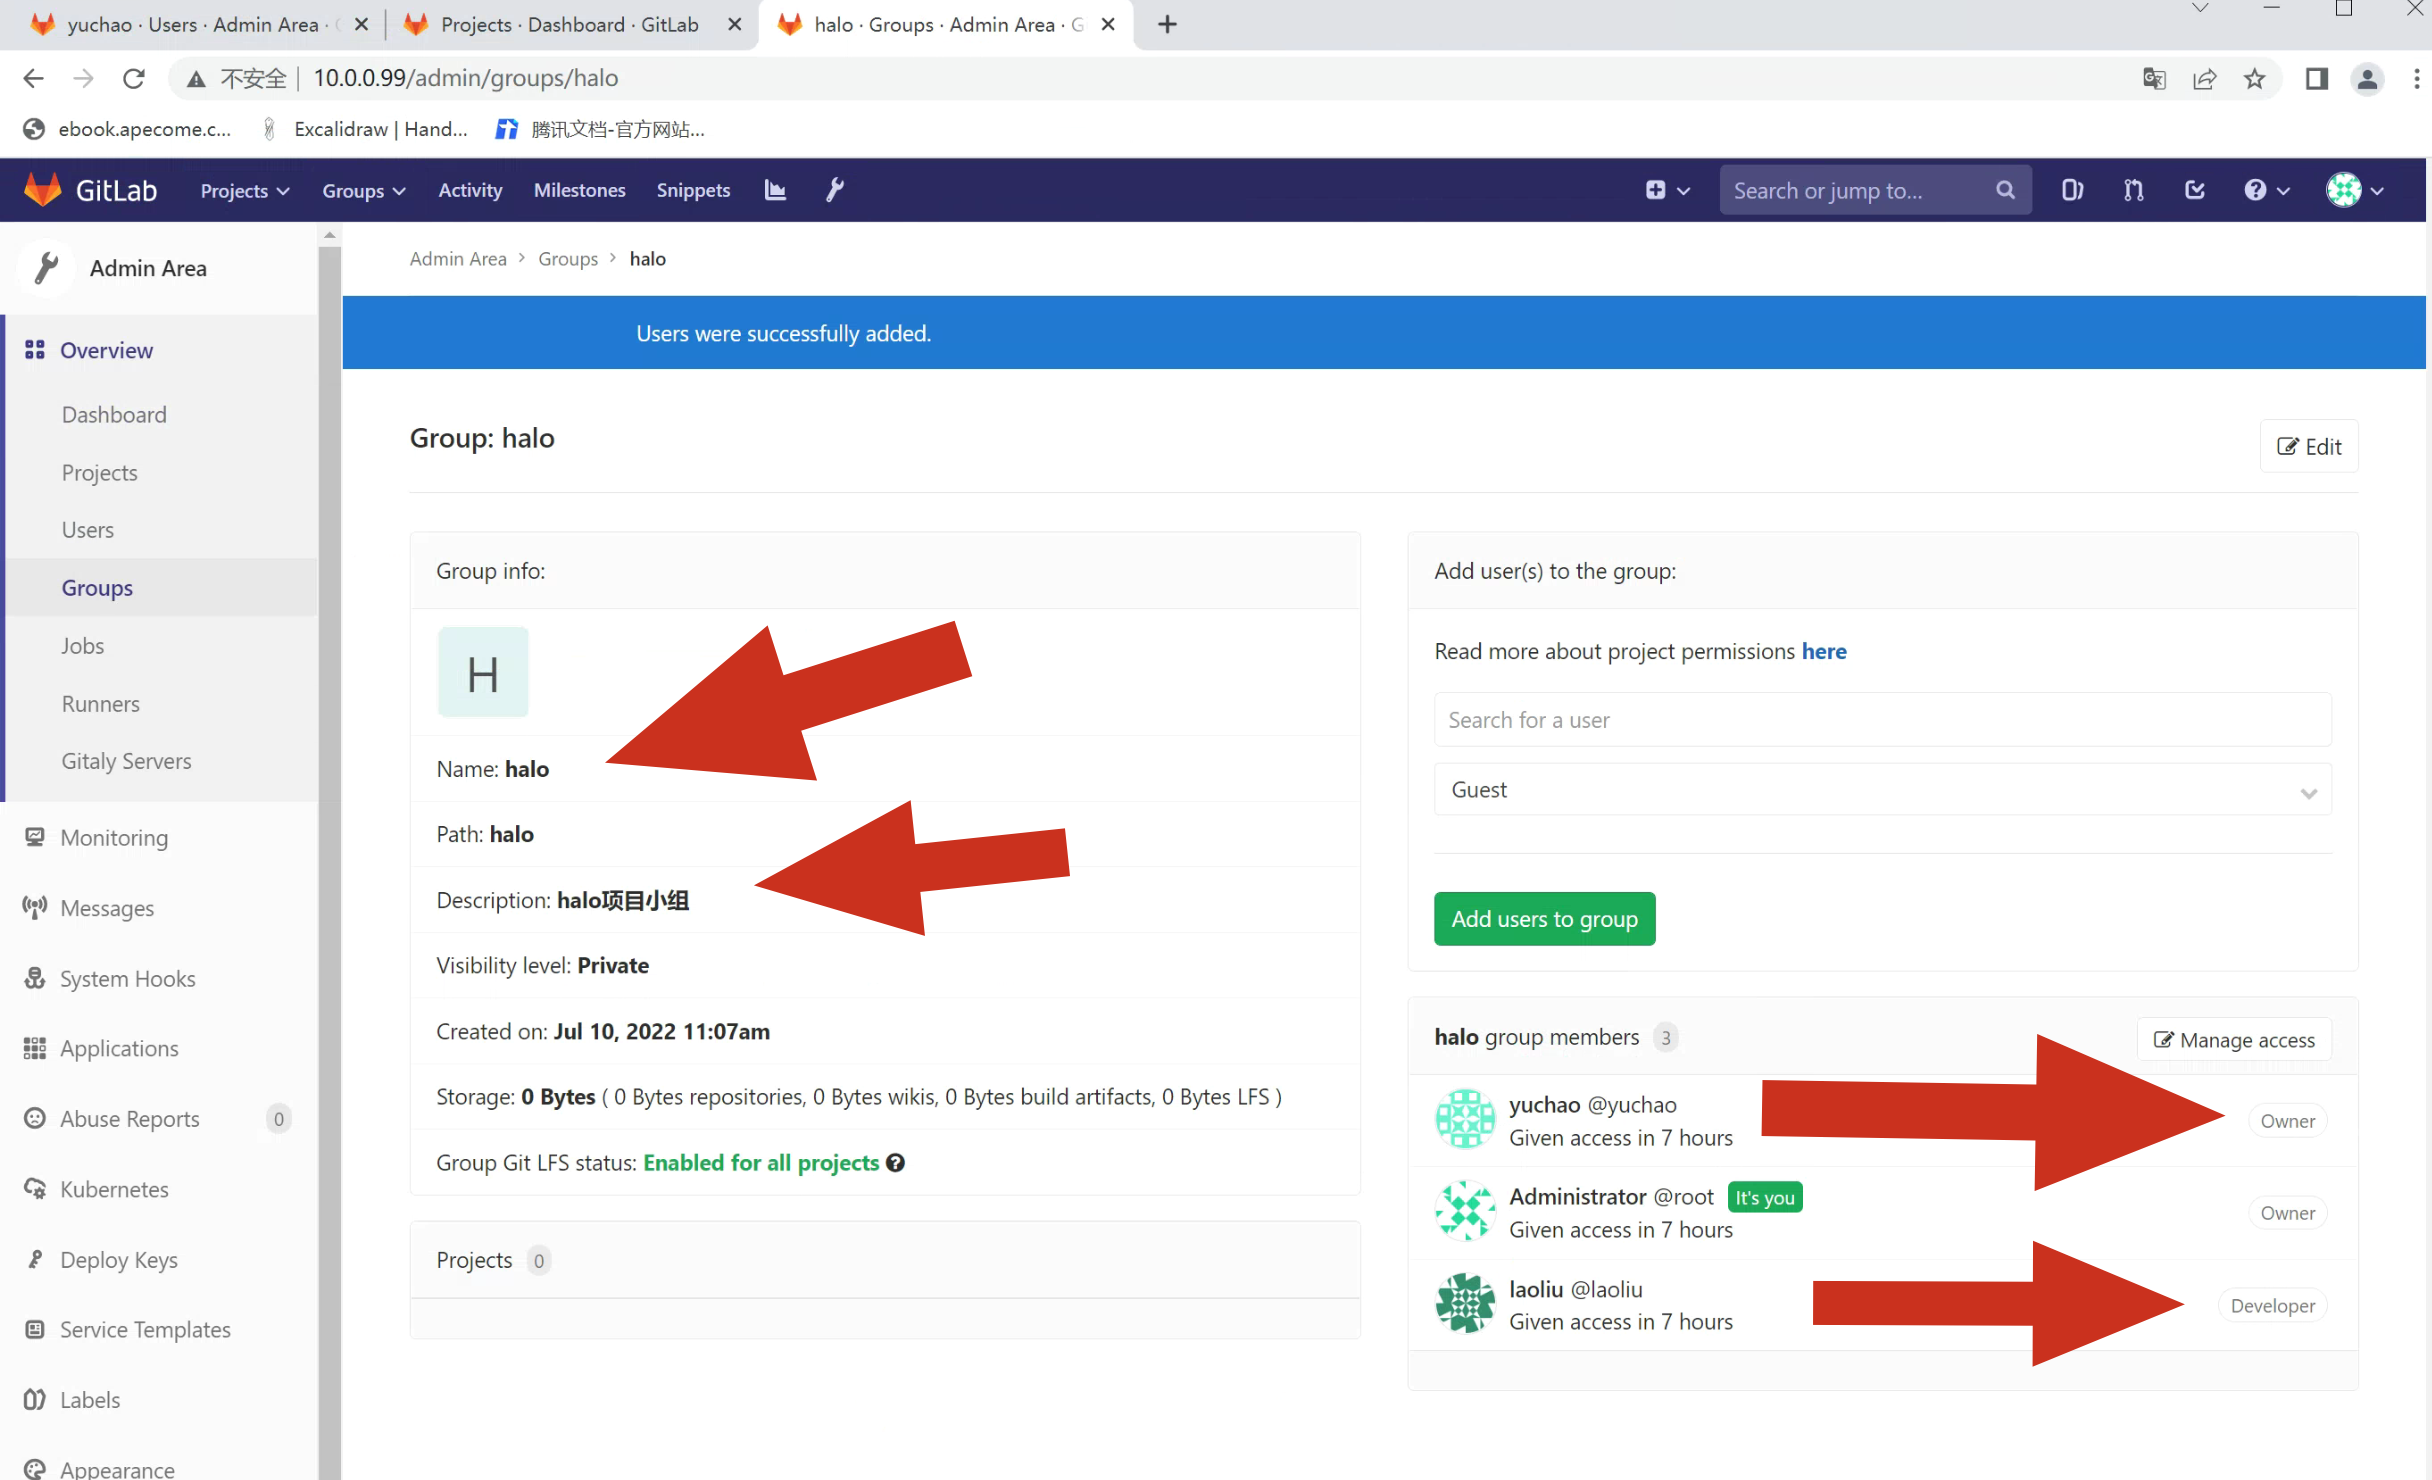 yuchao · Users · Admin Area ·
Projects · Dashboard · GitLab
halo · Groups · Admin Area · G
不安全 10.0.0.99/admin/groups/halo
ebook.apecome.c...
Excalidraw | Hand...
腾讯文档-官方网站...
GitLab
Projects
Groups
Activity
Milestones
Snippets
Search or jump to...
Admin Area
Overview
Dashboard
Projects
Users
Groups
Jobs
Runners
Gitaly Servers
Monitoring
Messages
System Hooks
Applications
Abuse Reports 0
Kubernetes
Deploy Keys
Service Templates
Labels
Appearance
Admin Area > Groups > halo
Users were successfully added.
Group: halo
Edit
Group info:
H
Name: halo
Path: halo
Description: halo项目小组
Visibility level: Private
Created on: Jul 10, 2022 11:07am
Storage: 0 Bytes ( 0 Bytes repositories, 0 Bytes wikis, 0 Bytes build artifacts, 0 Bytes LFS )
Group Git LFS status: Enabled for all projects
Projects 0
Add user(s) to the group:
Read more about project permissions here
Search for a user
Guest
Add users to group
halo group members 3
Manage access
yuchao @yuchao
Given access in 7 hours
Owner
Administrator @root It's you
Given access in 7 hours
Owner
laoliu @laoliu
Given access in 7 hours
Developer